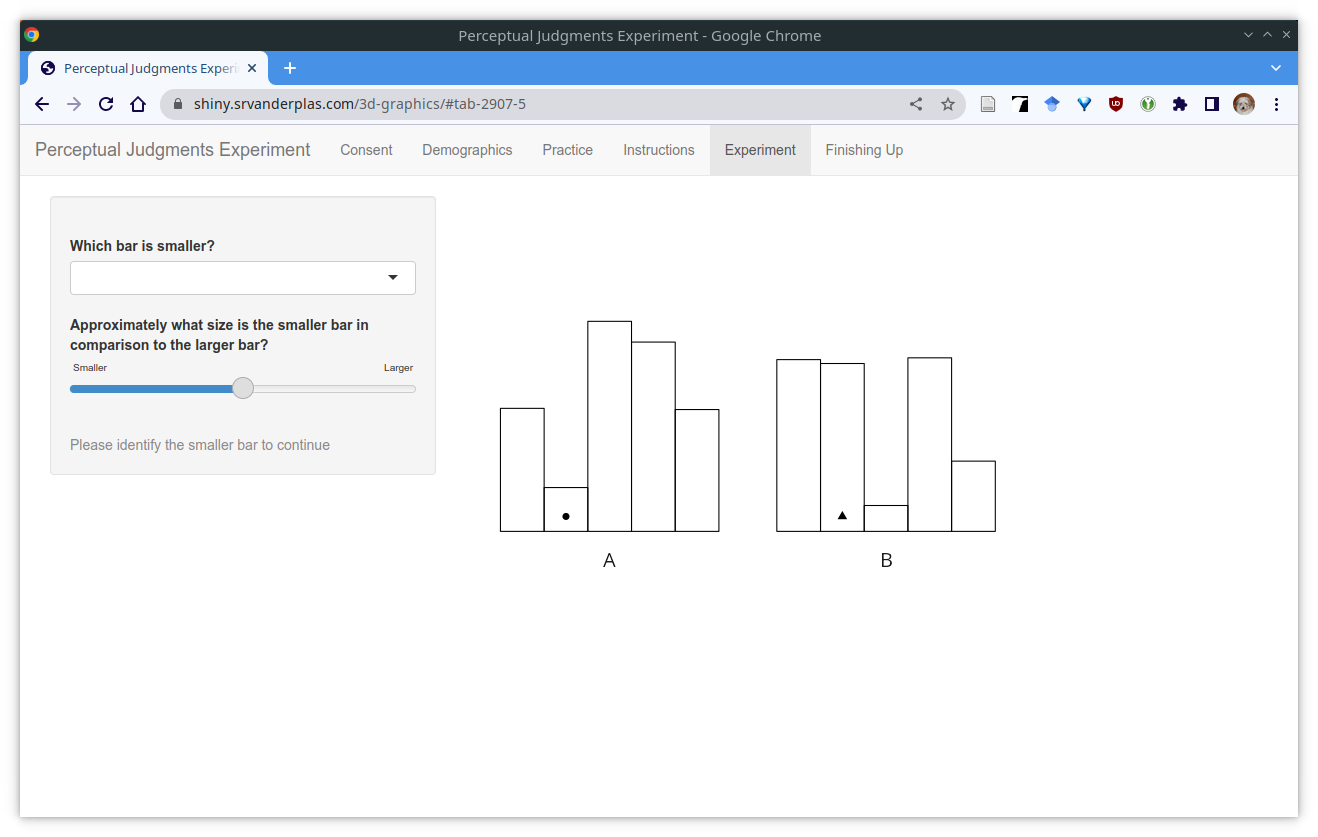 Perceptual Judgments Experiment - Google Chrome
Perceptual Judgments Experi
shiny.srvanderplas.com/3d-graphics/#tab-2907-5
Perceptual Judgments Experiment Consent Demographics Practice Instructions Experiment Finishing Up
Which bar is smaller?
Approximately what size is the smaller bar in
comparison to the larger bar?
Smaller Larger
Please identify the smaller bar to continue
A B